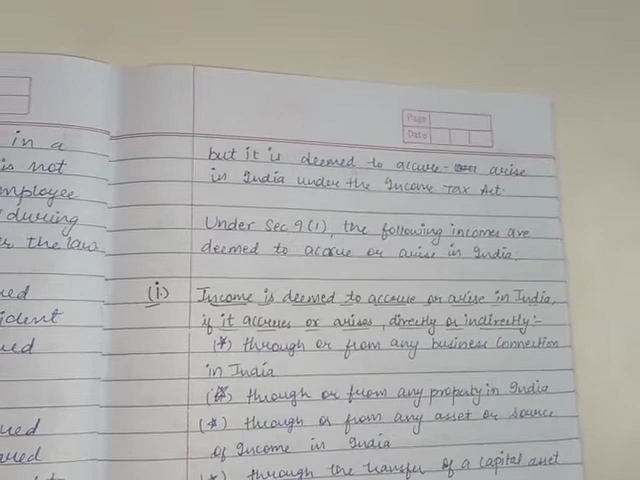 in a
is not
mployee
during
r the law
ed
ident
ed
ued
ued
Page
Date
but it is deemed to accure- arise
in India under the Income Tax Act.
Under Sec 9(1), the following incomes are
deemed to accrue or arise in India.
(i.) Income is deemed to accrue or arise in India,
if it accrues or arises, directly or indirectly:-
(*) through or from any business connection
in India
(*) through or from any property in India
(*) through or from any asset or source
of Income in India
(*) through the transfer of a capital asset